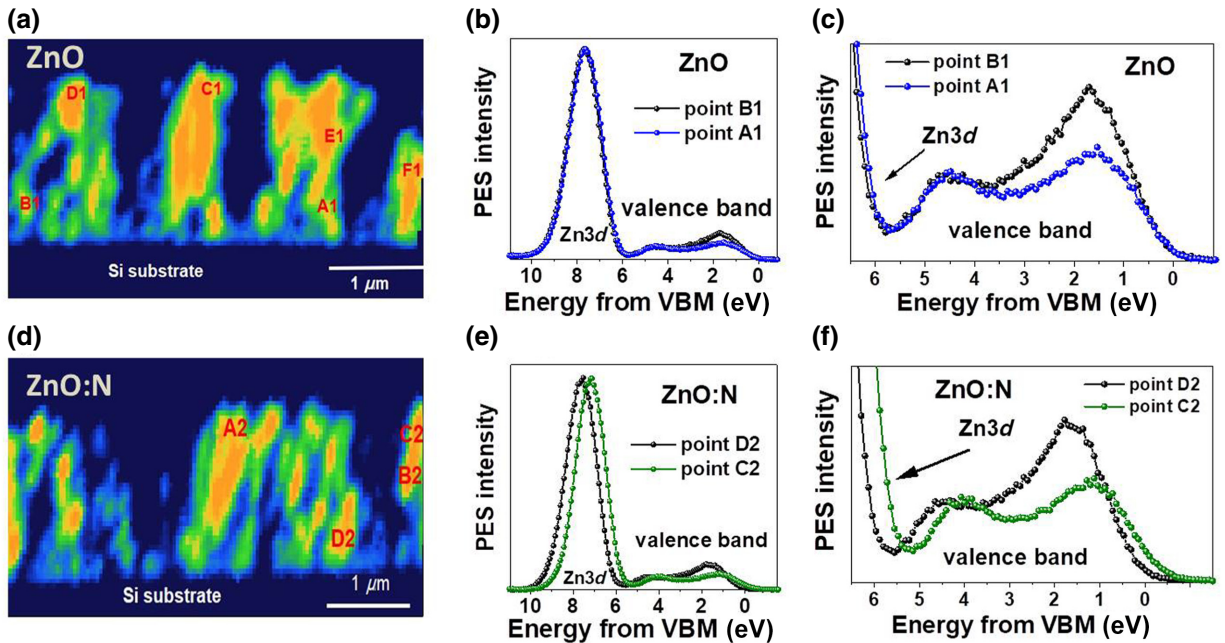 (a)
ZnO
D1
C1
E1
F1
B1
A1
Si substrate
1 µm
(b)
ZnO
point B1
point A1
valence band
Zn3d
PES intensity
10 8 6 4 2 0
Energy from VBM (eV)
(c)
point B1
point A1
ZnO
Zn3d
valence band
PES intensity
6 5 4 3 2 1 0
Energy from VBM (eV)
(d)
ZnO:N
A2
C2
B2
D2
Si substrate
1 µm
(e)
ZnO:N
point D2
point C2
valence band
Zn3d
PES intensity
10 8 6 4 2 0
Energy from VBM (eV)
(f)
ZnO:N
point D2
point C2
Zn3d
valence band
PES intensity
6 5 4 3 2 1 0
Energy from VBM (eV)